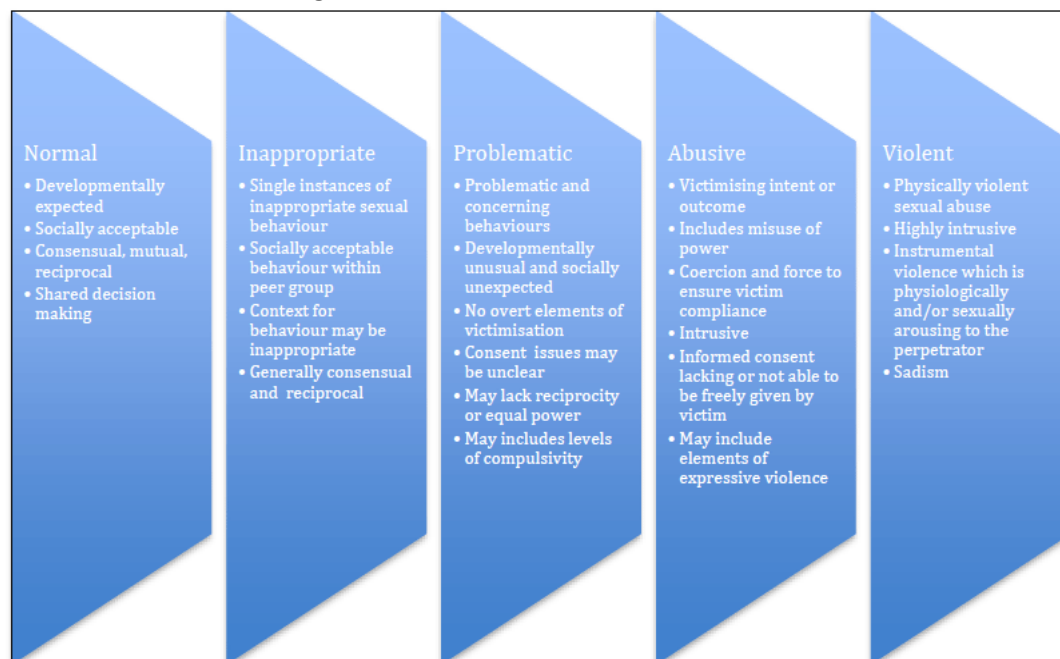 Normal
• Developmentally
expected
• Socially acceptable
• Consensual, mutual,
reciprocal
• Shared decision
making
Inappropriate
• Single instances of
inappropriate sexual
behaviour
• Socially acceptable
behaviour within
peer group
• Context for
behaviour may be
inappropriate
• Generally consensual
and reciprocal
Problematic
• Problematic and
concerning
behaviours
• Developmentally
unusual and socially
unexpected
• No overt elements of
victimisation
• Consent issues may
be unclear
• May lack reciprocity
or equal power
• May includes levels
of compulsivity
Abusive
• Victimising intent or
outcome
• Includes misuse of
power
• Coercion and force to
ensure victim
compliance
• Intrusive
• Informed consent
lacking or not able to
be freely given by
victim
• May include
elements of
expressive violence
Violent
• Physically violent
sexual abuse
• Highly intrusive
• Instrumental
violence which is
physiologically
and/or sexually
arousing to the
perpetrator
• Sadism